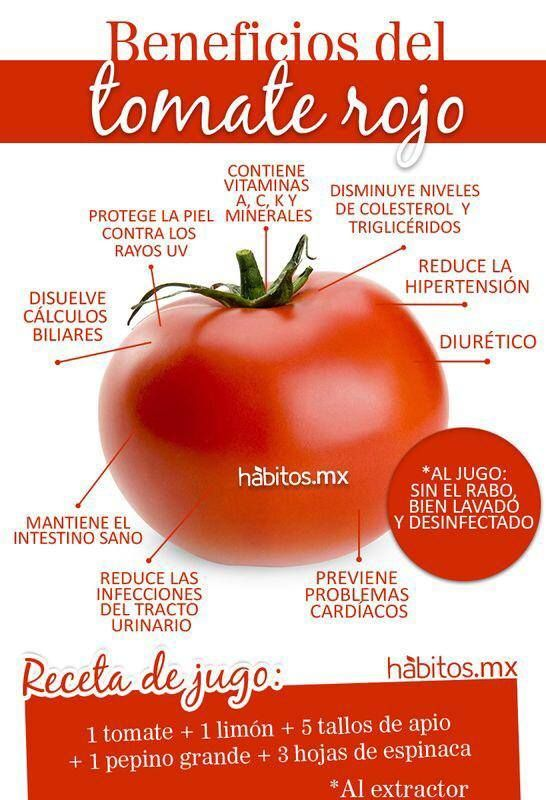 Beneficios del
tomate rojo
CONTIENE
VITAMINAS
A, C, K Y
MINERALES
DISMINUYE NIVELES
DE COLESTEROL Y
TRIGLICÉRIDOS
PROTEGE LA PIEL
CONTRA LOS
RAYOS UV
REDUCE LA
HIPERTENSIÓN
DISUELVE
CÁLCULOS
BILIARES
DIURÉTICO
hàbitos.mx
*AL JUGO:
SIN EL RABO,
BIEN LAVADO
Y DESINFECTADO
MANTIENE EL
INTESTINO SANO
REDUCE LAS
INFECCIONES
DEL TRACTO
URINARIO
PREVIENE
PROBLEMAS
CARDÍACOS
Receta de jugo:
hàbitos.mx
1 tomate + 1 limón + 5 tallos de apio
+ 1 pepino grande + 3 hojas de espinaca
*Al extractor